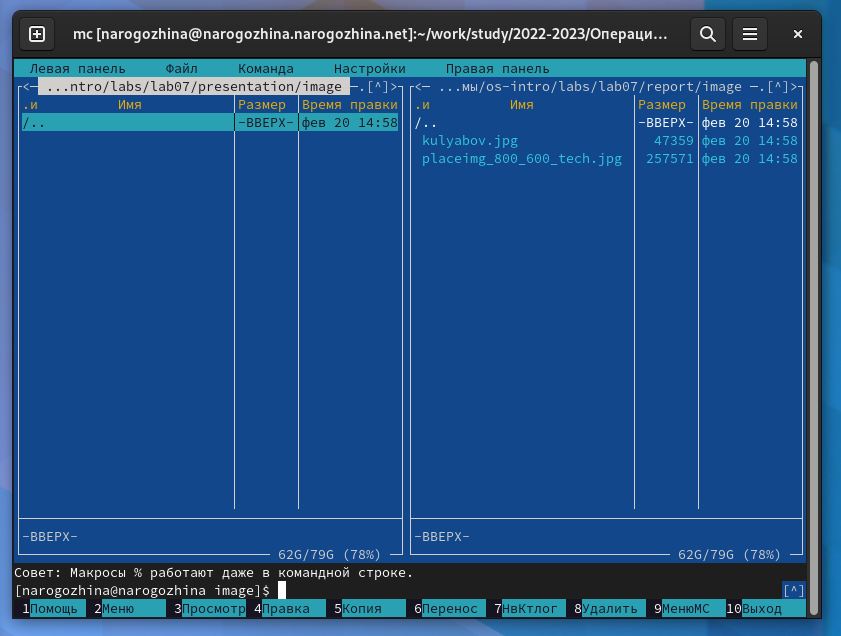 mc [narogozhina@narogozhina.narogozhina.net]:~/work/study/2022-2023/Операци...
Левая панель Файл Команда Настройки Правая панель
<─ ...ntro/labs/lab07/presentation/image ─.[^]> <─ ...мы/os-intro/labs/lab07/report/image ─.[^]>
.и Имя Размер Время правки .и Имя Размер Время правки
/.. -ВВЕРХ- фев 20 14:58 /.. -ВВЕРХ- фев 20 14:58
kulyabov.jpg 47359 фев 20 14:58
placeimg_800_600_tech.jpg 257571 фев 20 14:58
-ВВЕРХ- -ВВЕРХ-
62G/79G (78%) 62G/79G (78%)
Совет: Макросы % работают даже в командной строке.
[narogozhina@narogozhina image]$ [^]
1Помощь 2Меню 3Просмотр 4Правка 5Копия 6Перенос 7НвКтлог 8Удалить 9МенюМС 10Выход